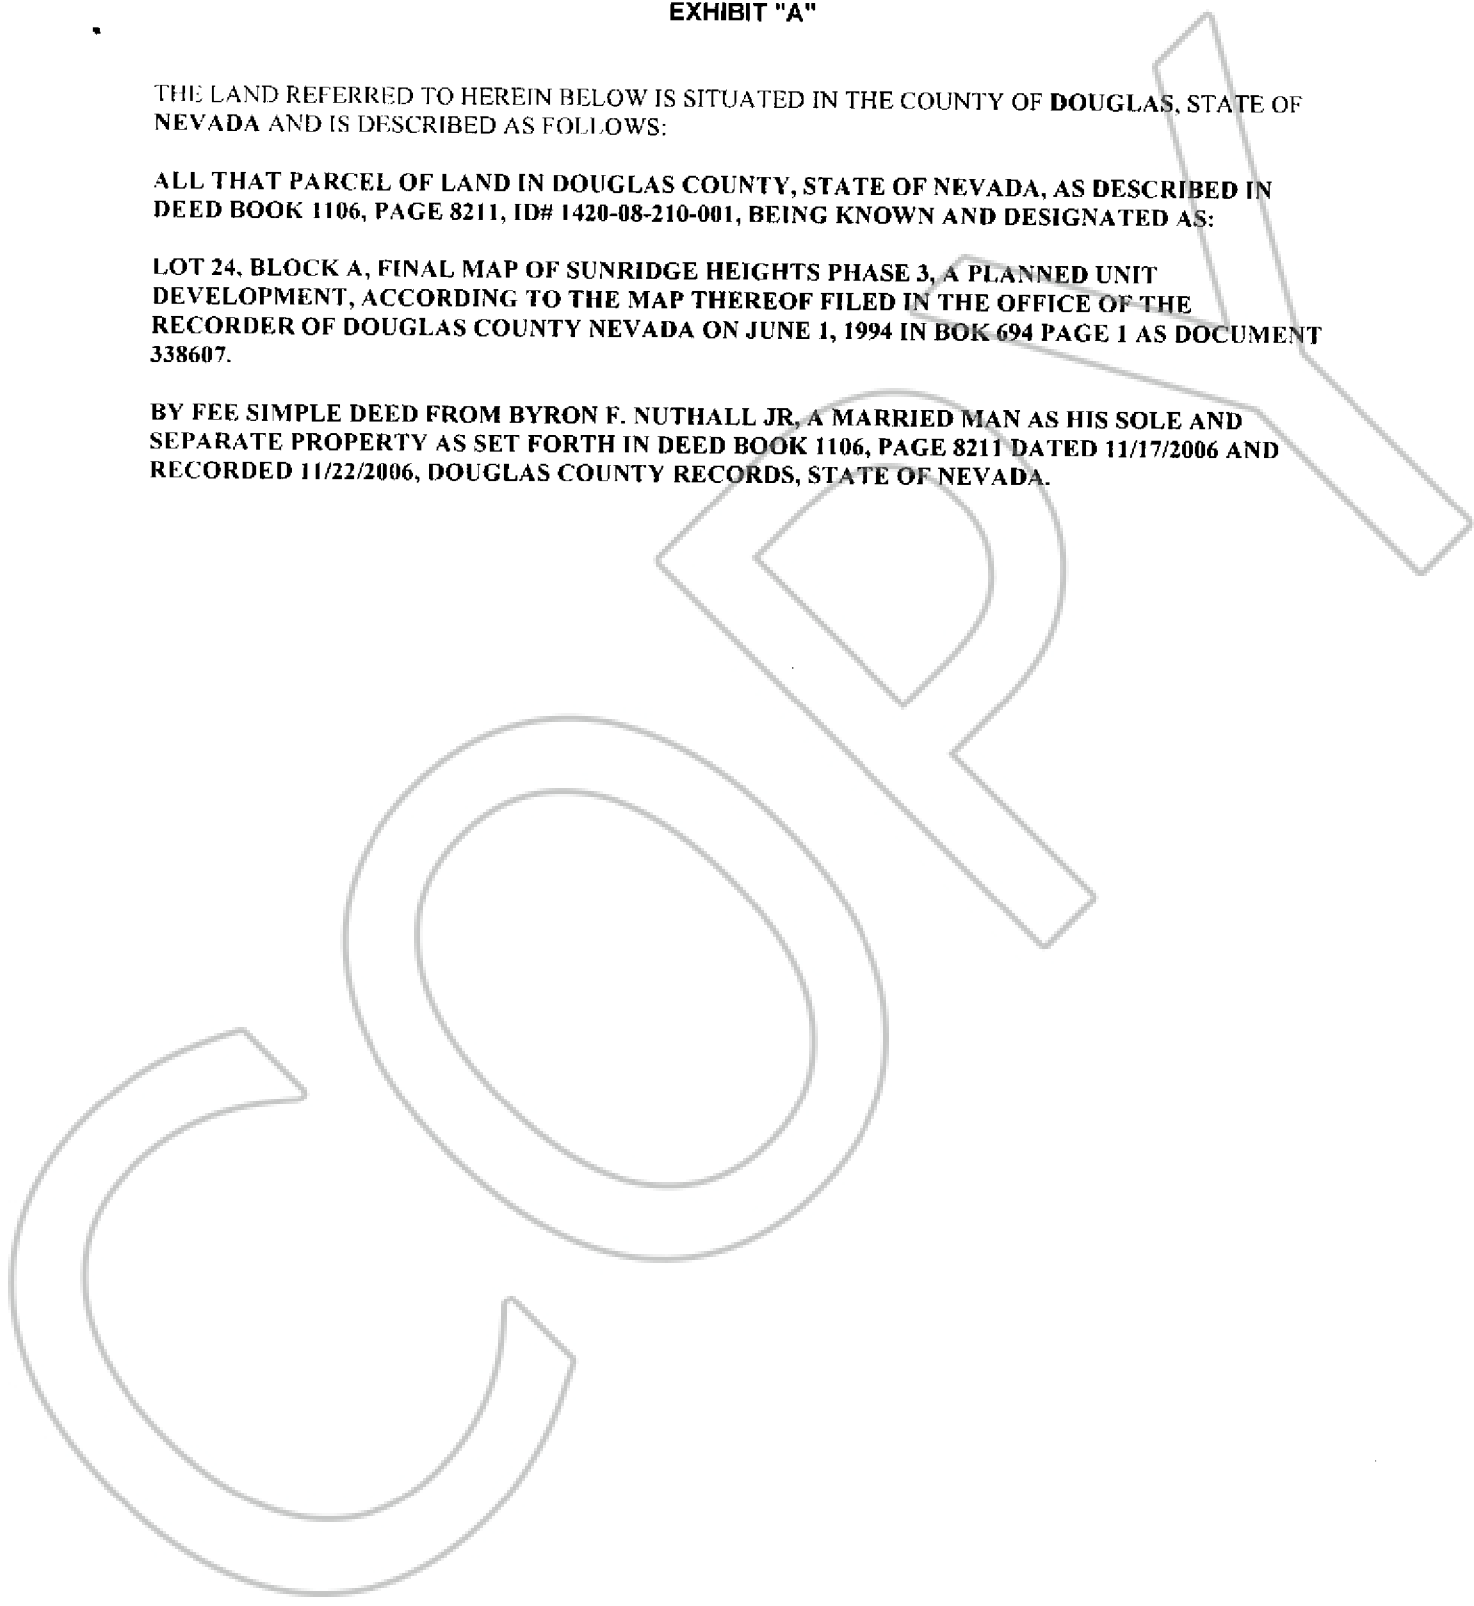 EXHIBIT "A"
THE LAND REFERRED TO HEREIN BELOW IS SITUATED IN THE COUNTY OF DOUGLAS, STATE OF
NEVADA AND IS DESCRIBED AS FOLLOWS:
ALL THAT PARCEL OF LAND IN DOUGLAS COUNTY, STATE OF NEVADA, AS DESCRIBED IN
DEED BOOK 1106, PAGE 8211, ID# 1420-08-210-001, BEING KNOWN AND DESIGNATED AS:
LOT 24, BLOCK A, FINAL MAP OF SUNRIDGE HEIGHTS PHASE 3, A PLANNED UNIT
DEVELOPMENT, ACCORDING TO THE MAP THEREOF FILED IN THE OFFICE OF THE
RECORDER OF DOUGLAS COUNTY NEVADA ON JUNE 1, 1994 IN BOK 694 PAGE 1 AS DOCUMENT
338607.
BY FEE SIMPLE DEED FROM BYRON F. NUTHALL JR, A MARRIED MAN AS HIS SOLE AND
SEPARATE PROPERTY AS SET FORTH IN DEED BOOK 1106, PAGE 8211 DATED 11/17/2006 AND
RECORDED 11/22/2006, DOUGLAS COUNTY RECORDS, STATE OF NEVADA.
COPY